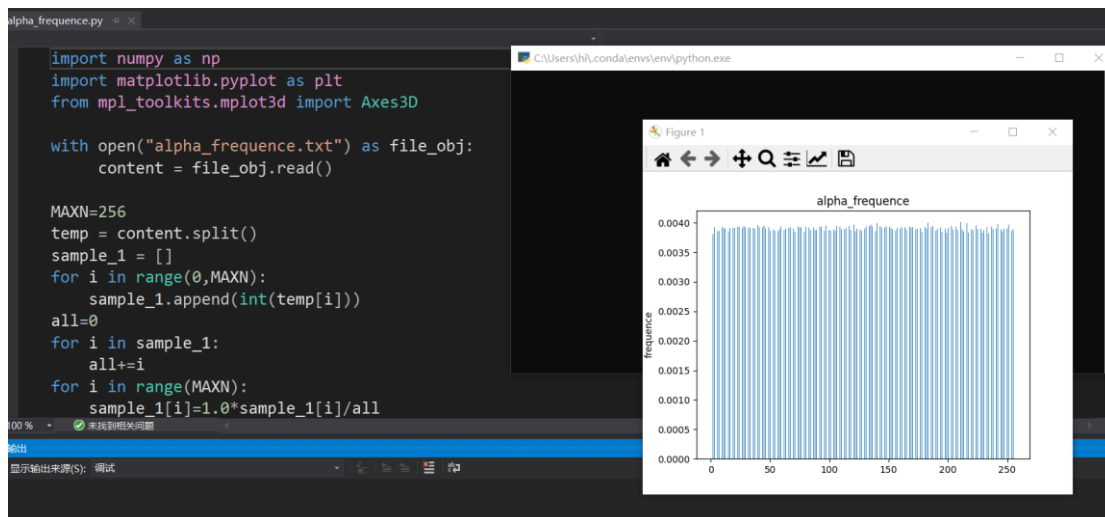 alpha_frequence.py
import numpy as np
import matplotlib.pyplot as plt
from mpl_toolkits.mplot3d import Axes3D
with open("alpha_frequence.txt") as file_obj:
content = file_obj.read()
MAXN=256
temp = content.split()
sample_1 = []
for i in range(0,MAXN):
sample_1.append(int(temp[i]))
all=0
for i in sample_1:
all+=i
for i in range(MAXN):
sample_1[i]=1.0*sample_1[i]/all
100 %
未找到相关问题
输出
显示输出来源(S): 调试
C:\Users\hi\.conda\envs\env\python.exe
Figure 1
alpha_frequence
frequence
0.0040
0.0035
0.0030
0.0025
0.0020
0.0015
0.0010
0.0005
0.0000
0 50 100 150 200 250